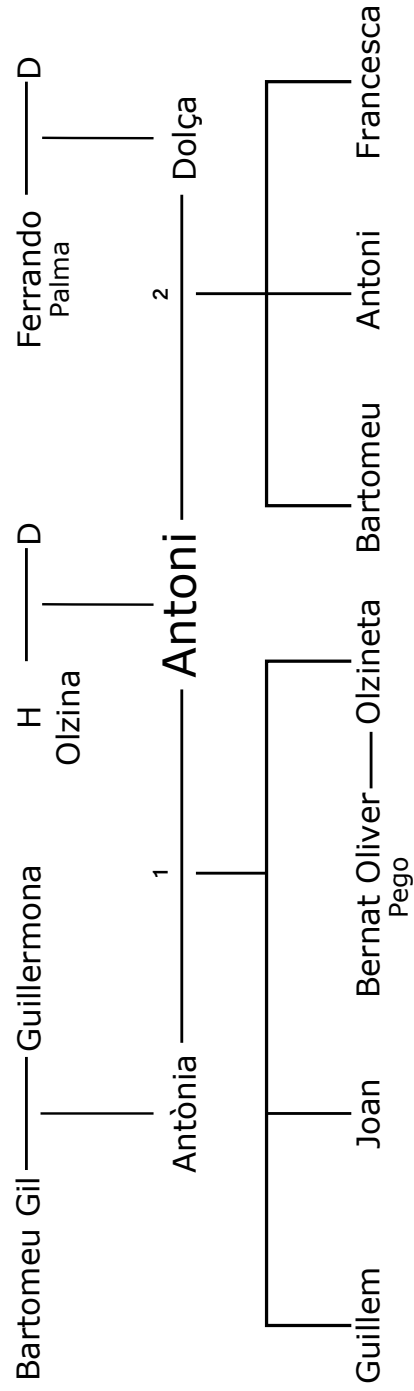 Bartomeu Gil Guillermona H D Ferrando D
Olzina Palma
1 2
Antònia Antoni Dolça
Guillem Joan Bernat Oliver Olzineta Bartomeu Antoni Francesca
Pego